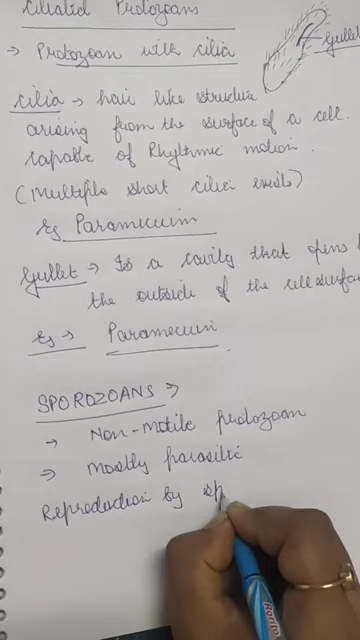 Ciliated Protozoans
→ Protozoan with cilia
Gullet
Cilia → hair like structure
arising from the surface of a cell.
capable of Rhythmic motion.
(Multiple short cilia exists)
Eg Paramecium
Gullet → Is a cavity that opens
the outside of the cell surface
Eg → Paramecium
SPOROZOANS →
→ Non-motile protozoan
⇒ Mostly parasitic
Reproduction by sp